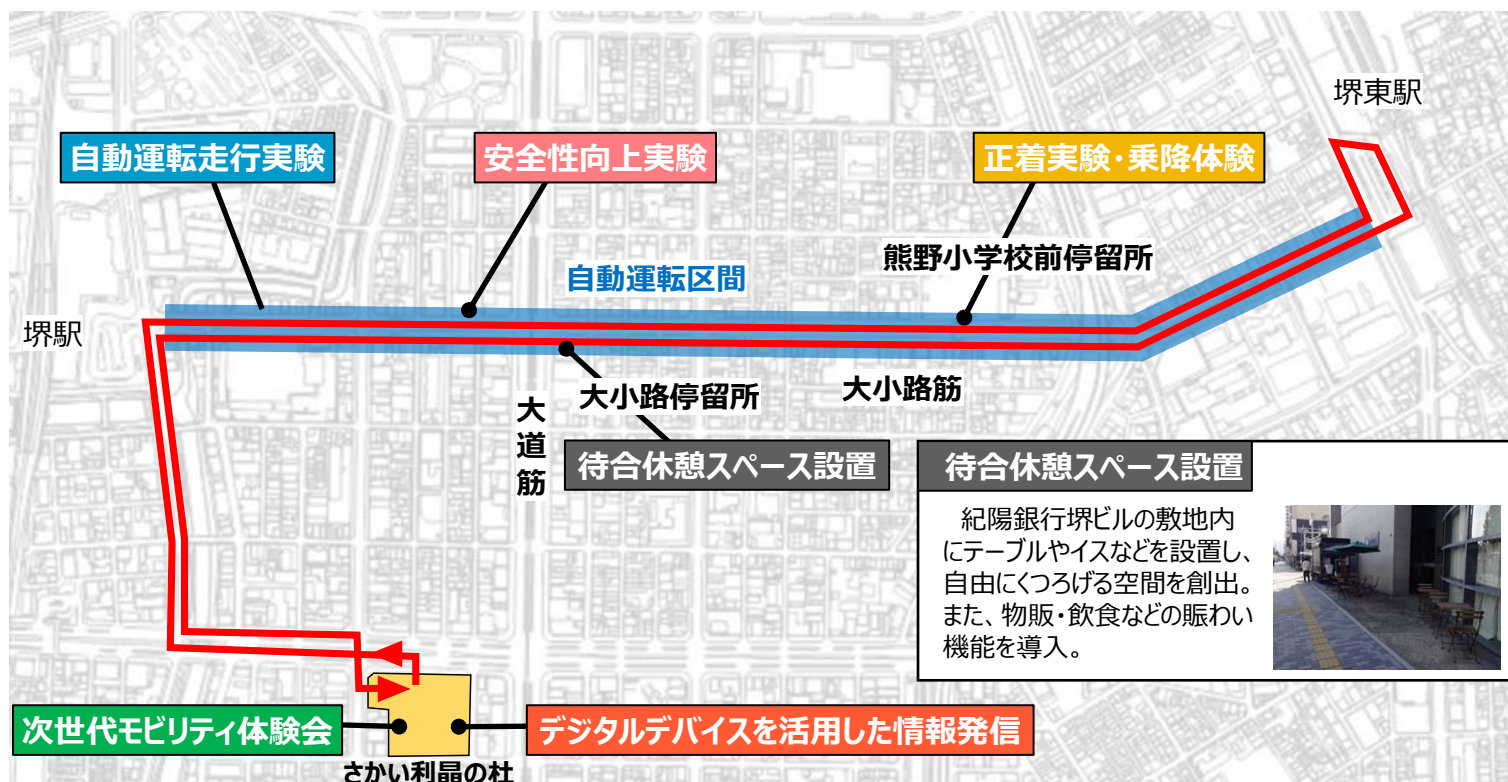 堺東駅
自動運転走行実験
安全性向上実験
正着実験・乗降体験
熊野小学校前停留所
自動運転区間
堺駅
大小路停留所
大小路筋
大道筋
待合休憩スペース設置
待合休憩スペース設置
紀陽銀行堺ビルの敷地内
にテーブルやイスなどを設置し、
自由にくつろげる空間を創出。
また、物販・飲食などの賑わい
機能を導入。
次世代モビリティ体験会
デジタルデバイスを活用した情報発信
さかい利晶の杜